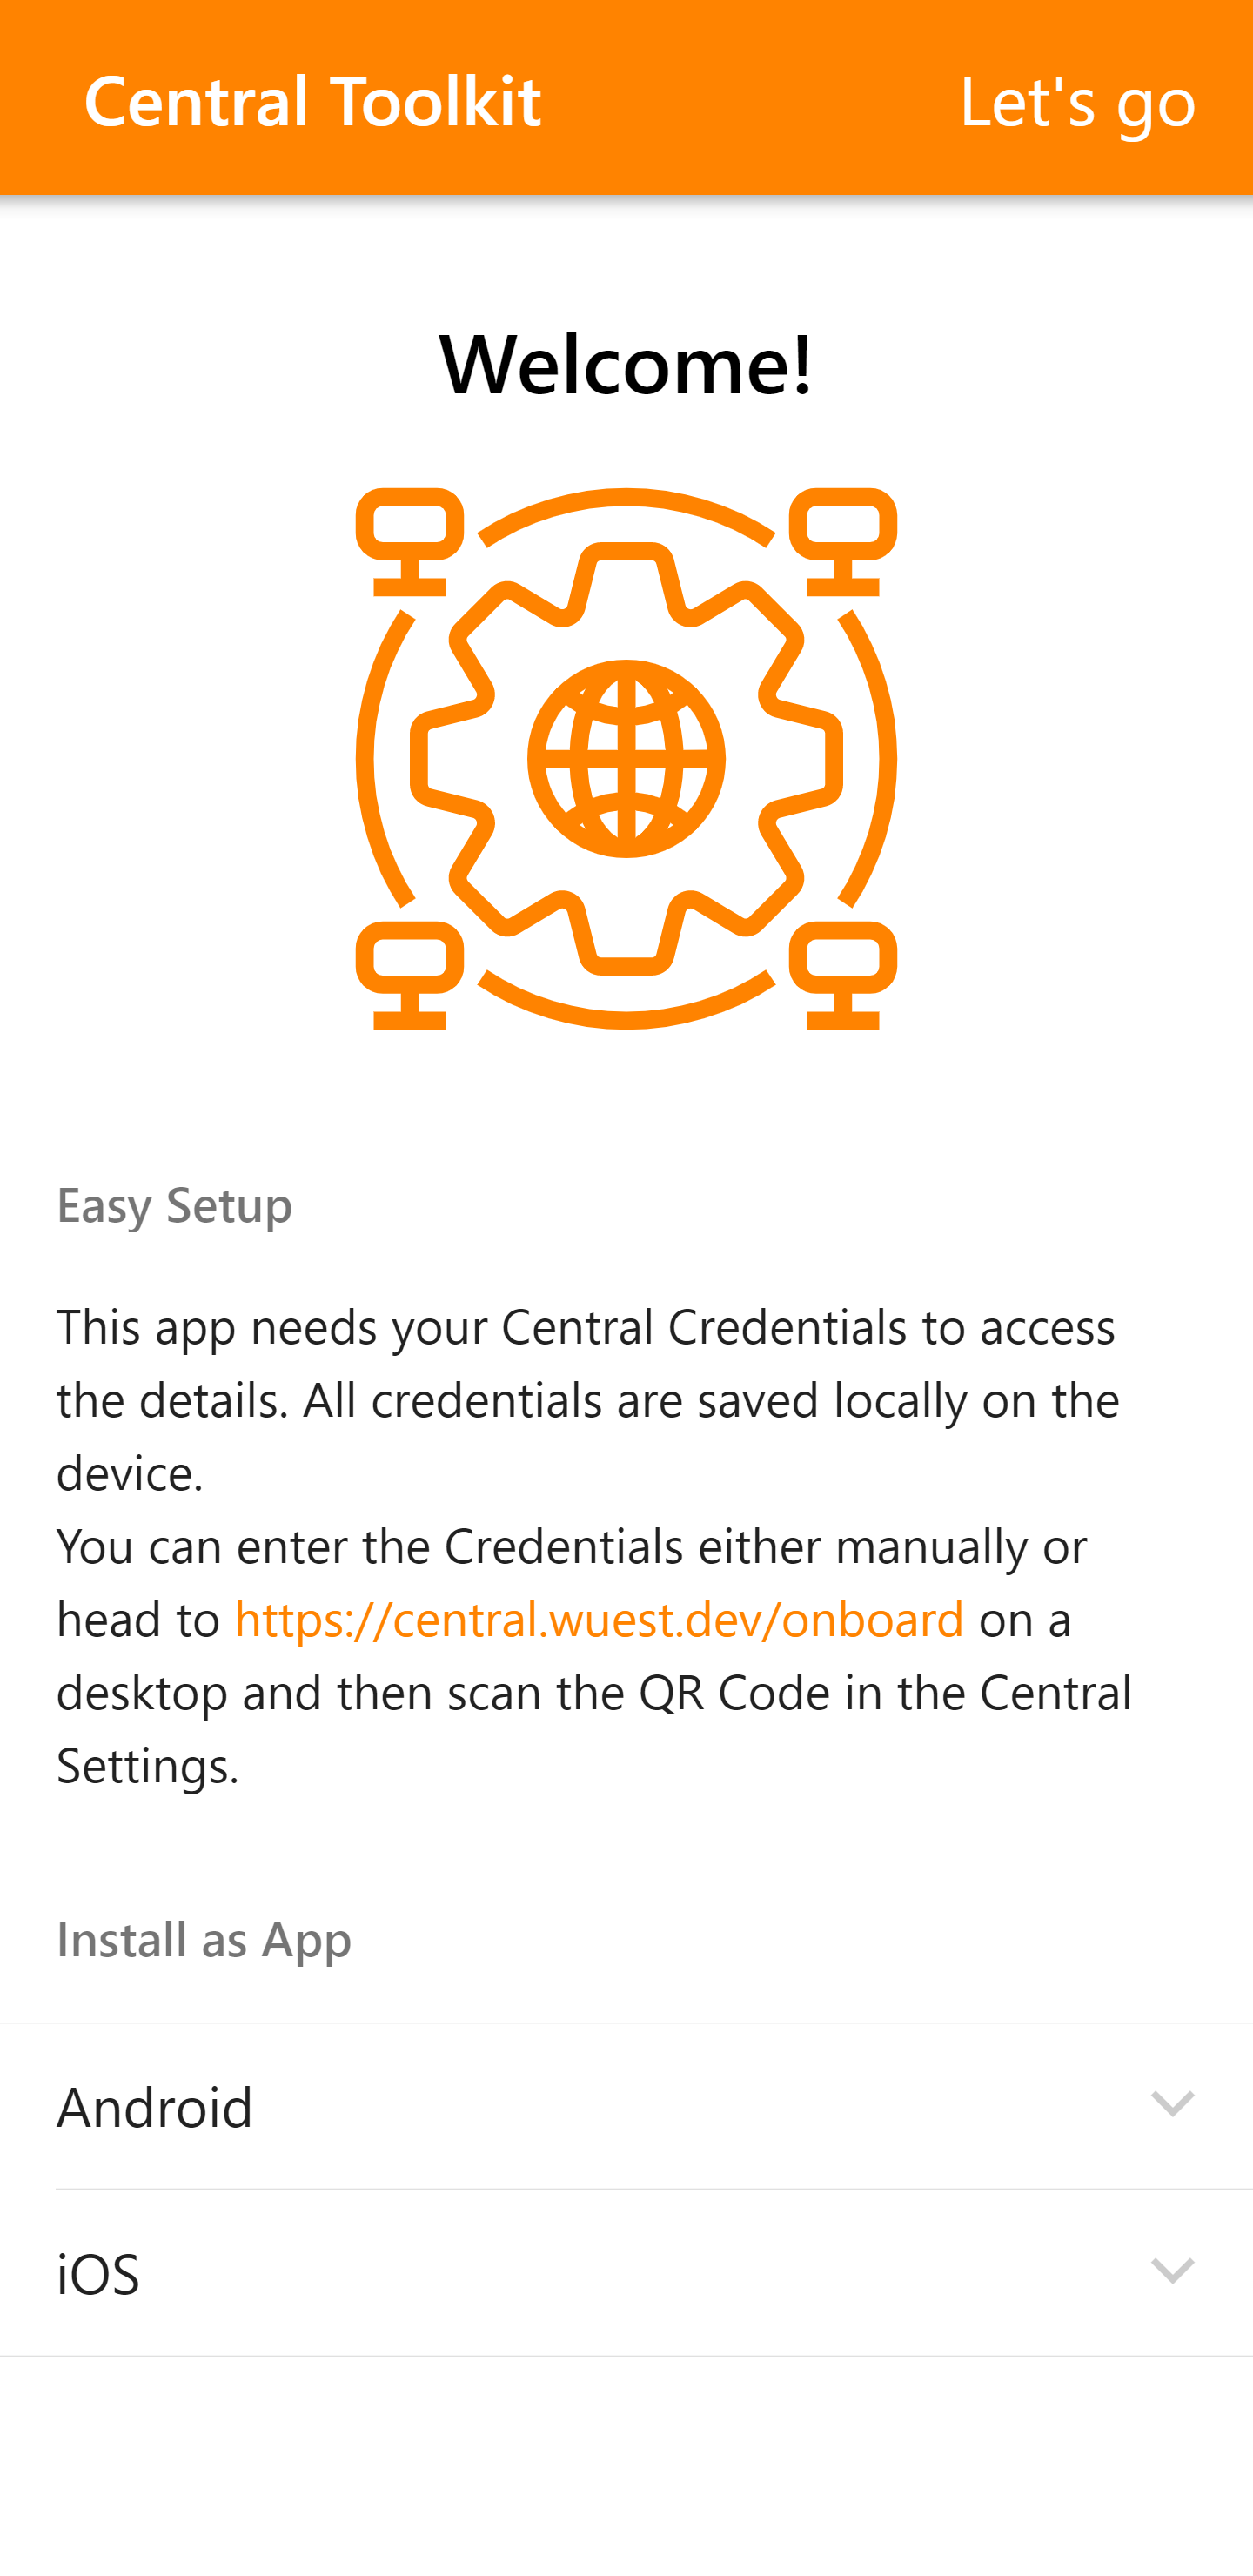 Central Toolkit
Let's go
Welcome!
Easy Setup
This app needs your Central Credentials to access
the details. All credentials are saved locally on the
device.
You can enter the Credentials either manually or
head to https://central.wuest.dev/onboard on a
desktop and then scan the QR Code in the Central
Settings.
Install as App
Android
iOS